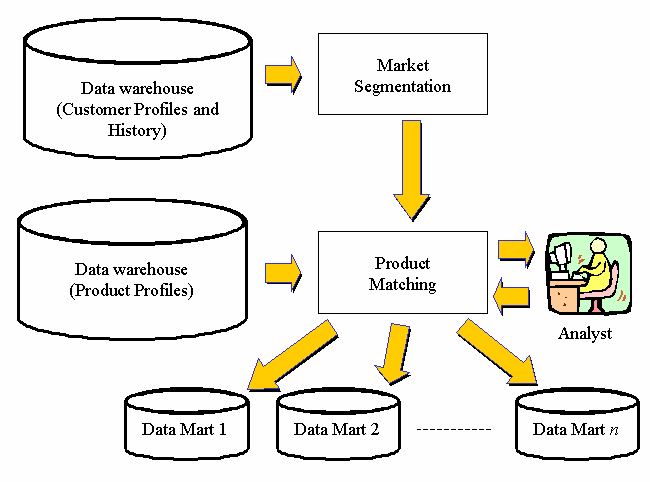 Data warehouse
(Customer Profiles and
History)
Market
Segmentation
Data warehouse
(Product Profiles)
Product
Matching
Analyst
Data Mart 1
Data Mart 2
Data Mart n